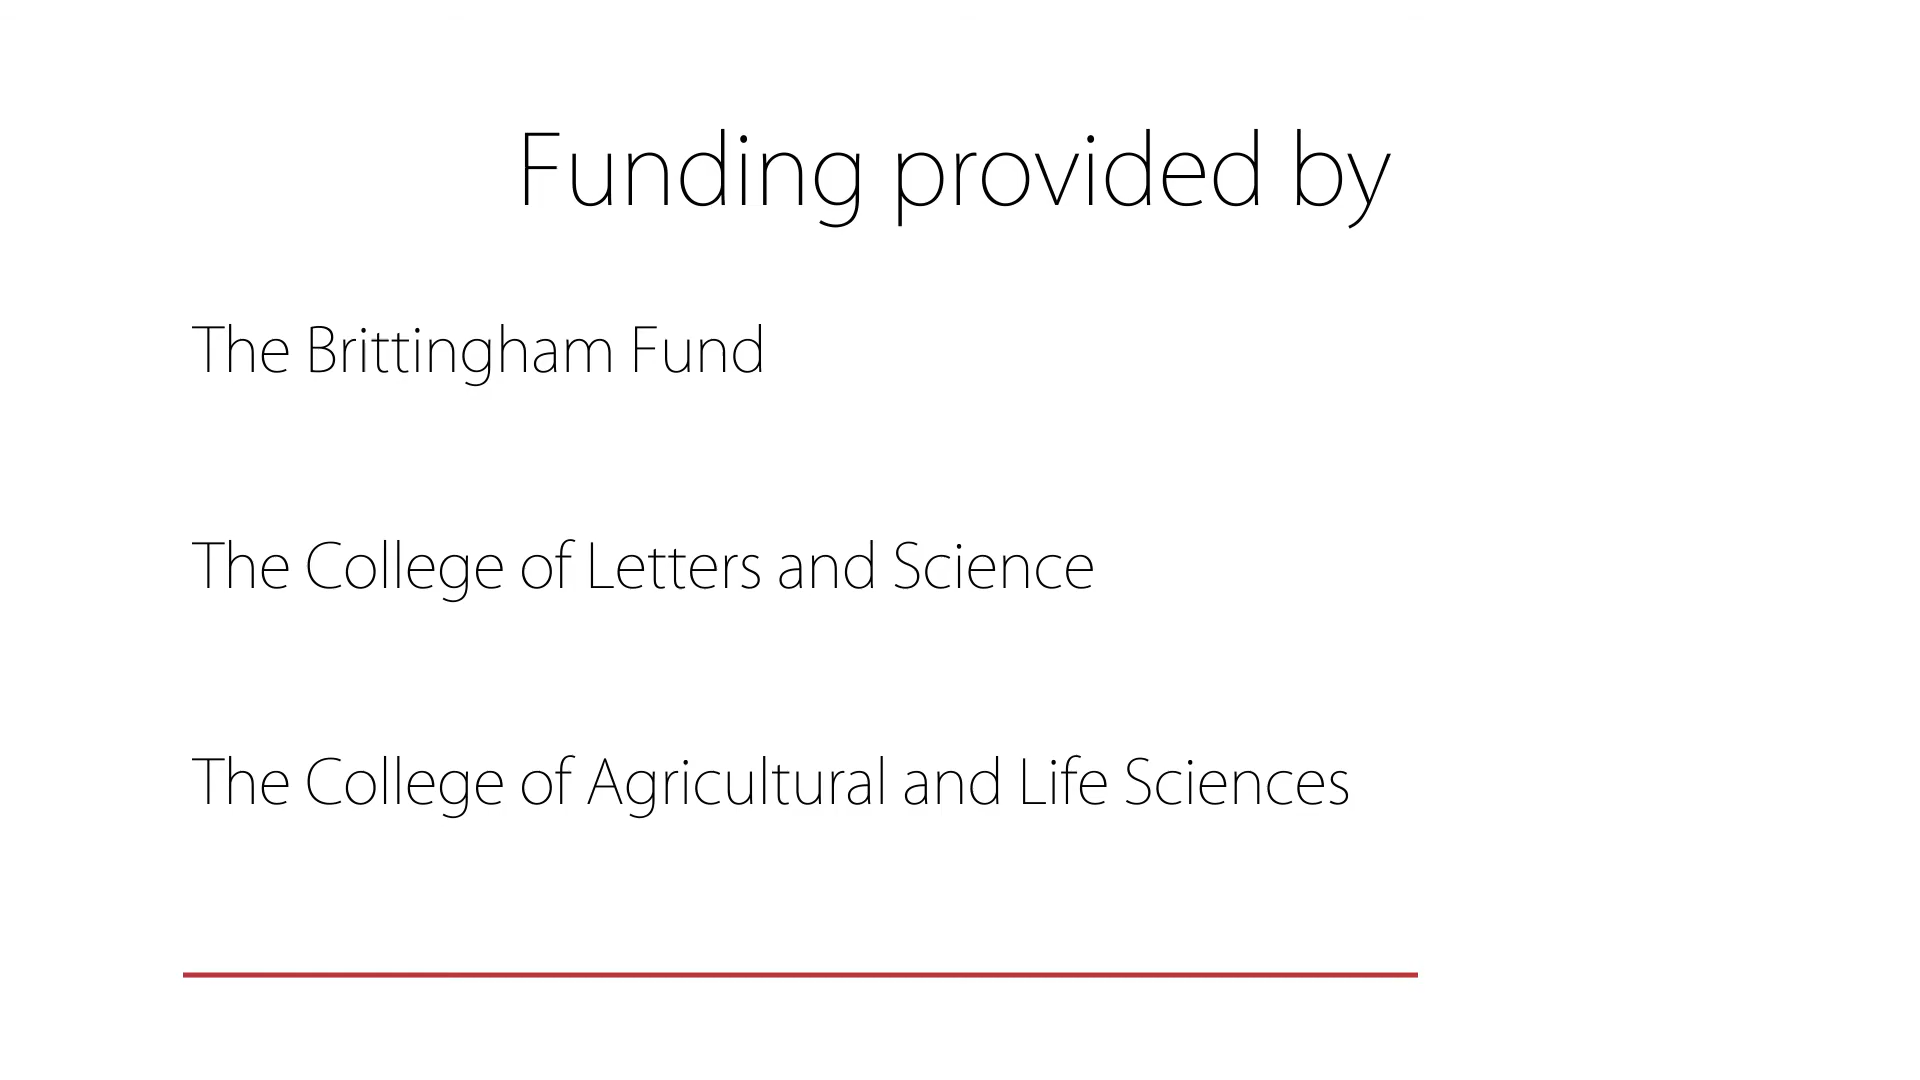 Funding provided by
The Brittingham Fund
The College of Letters and Science
The College of Agricultural and Life Sciences